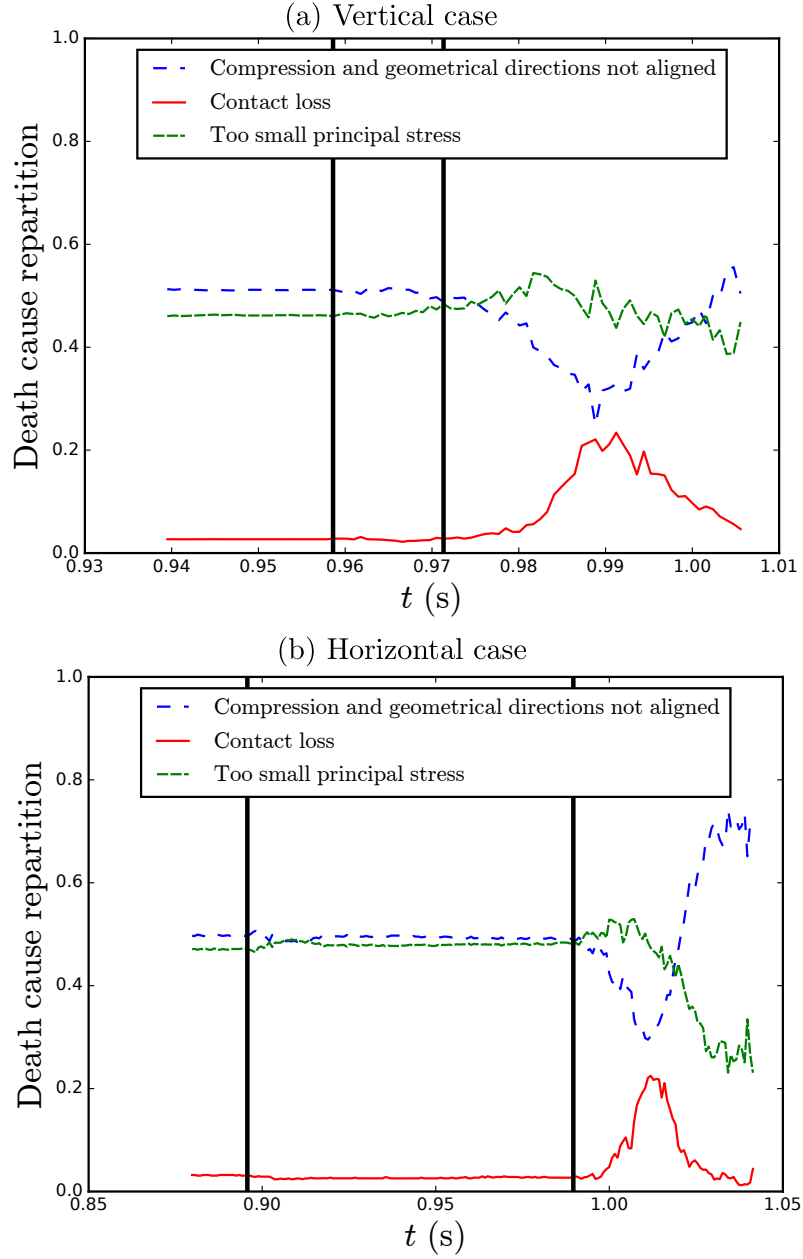 (a) Vertical case
1.0
0.8
0.6
0.4
0.2
0.0
Death cause repartition
Compression and geometrical directions not aligned
Contact loss
Too small principal stress
0.93 0.94 0.95 0.96 0.97 0.98 0.99 1.00 1.01
t (s)
(b) Horizontal case
1.0
0.8
0.6
0.4
0.2
0.0
Death cause repartition
Compression and geometrical directions not aligned
Contact loss
Too small principal stress
0.85 0.90 0.95 1.00 1.05
t (s)